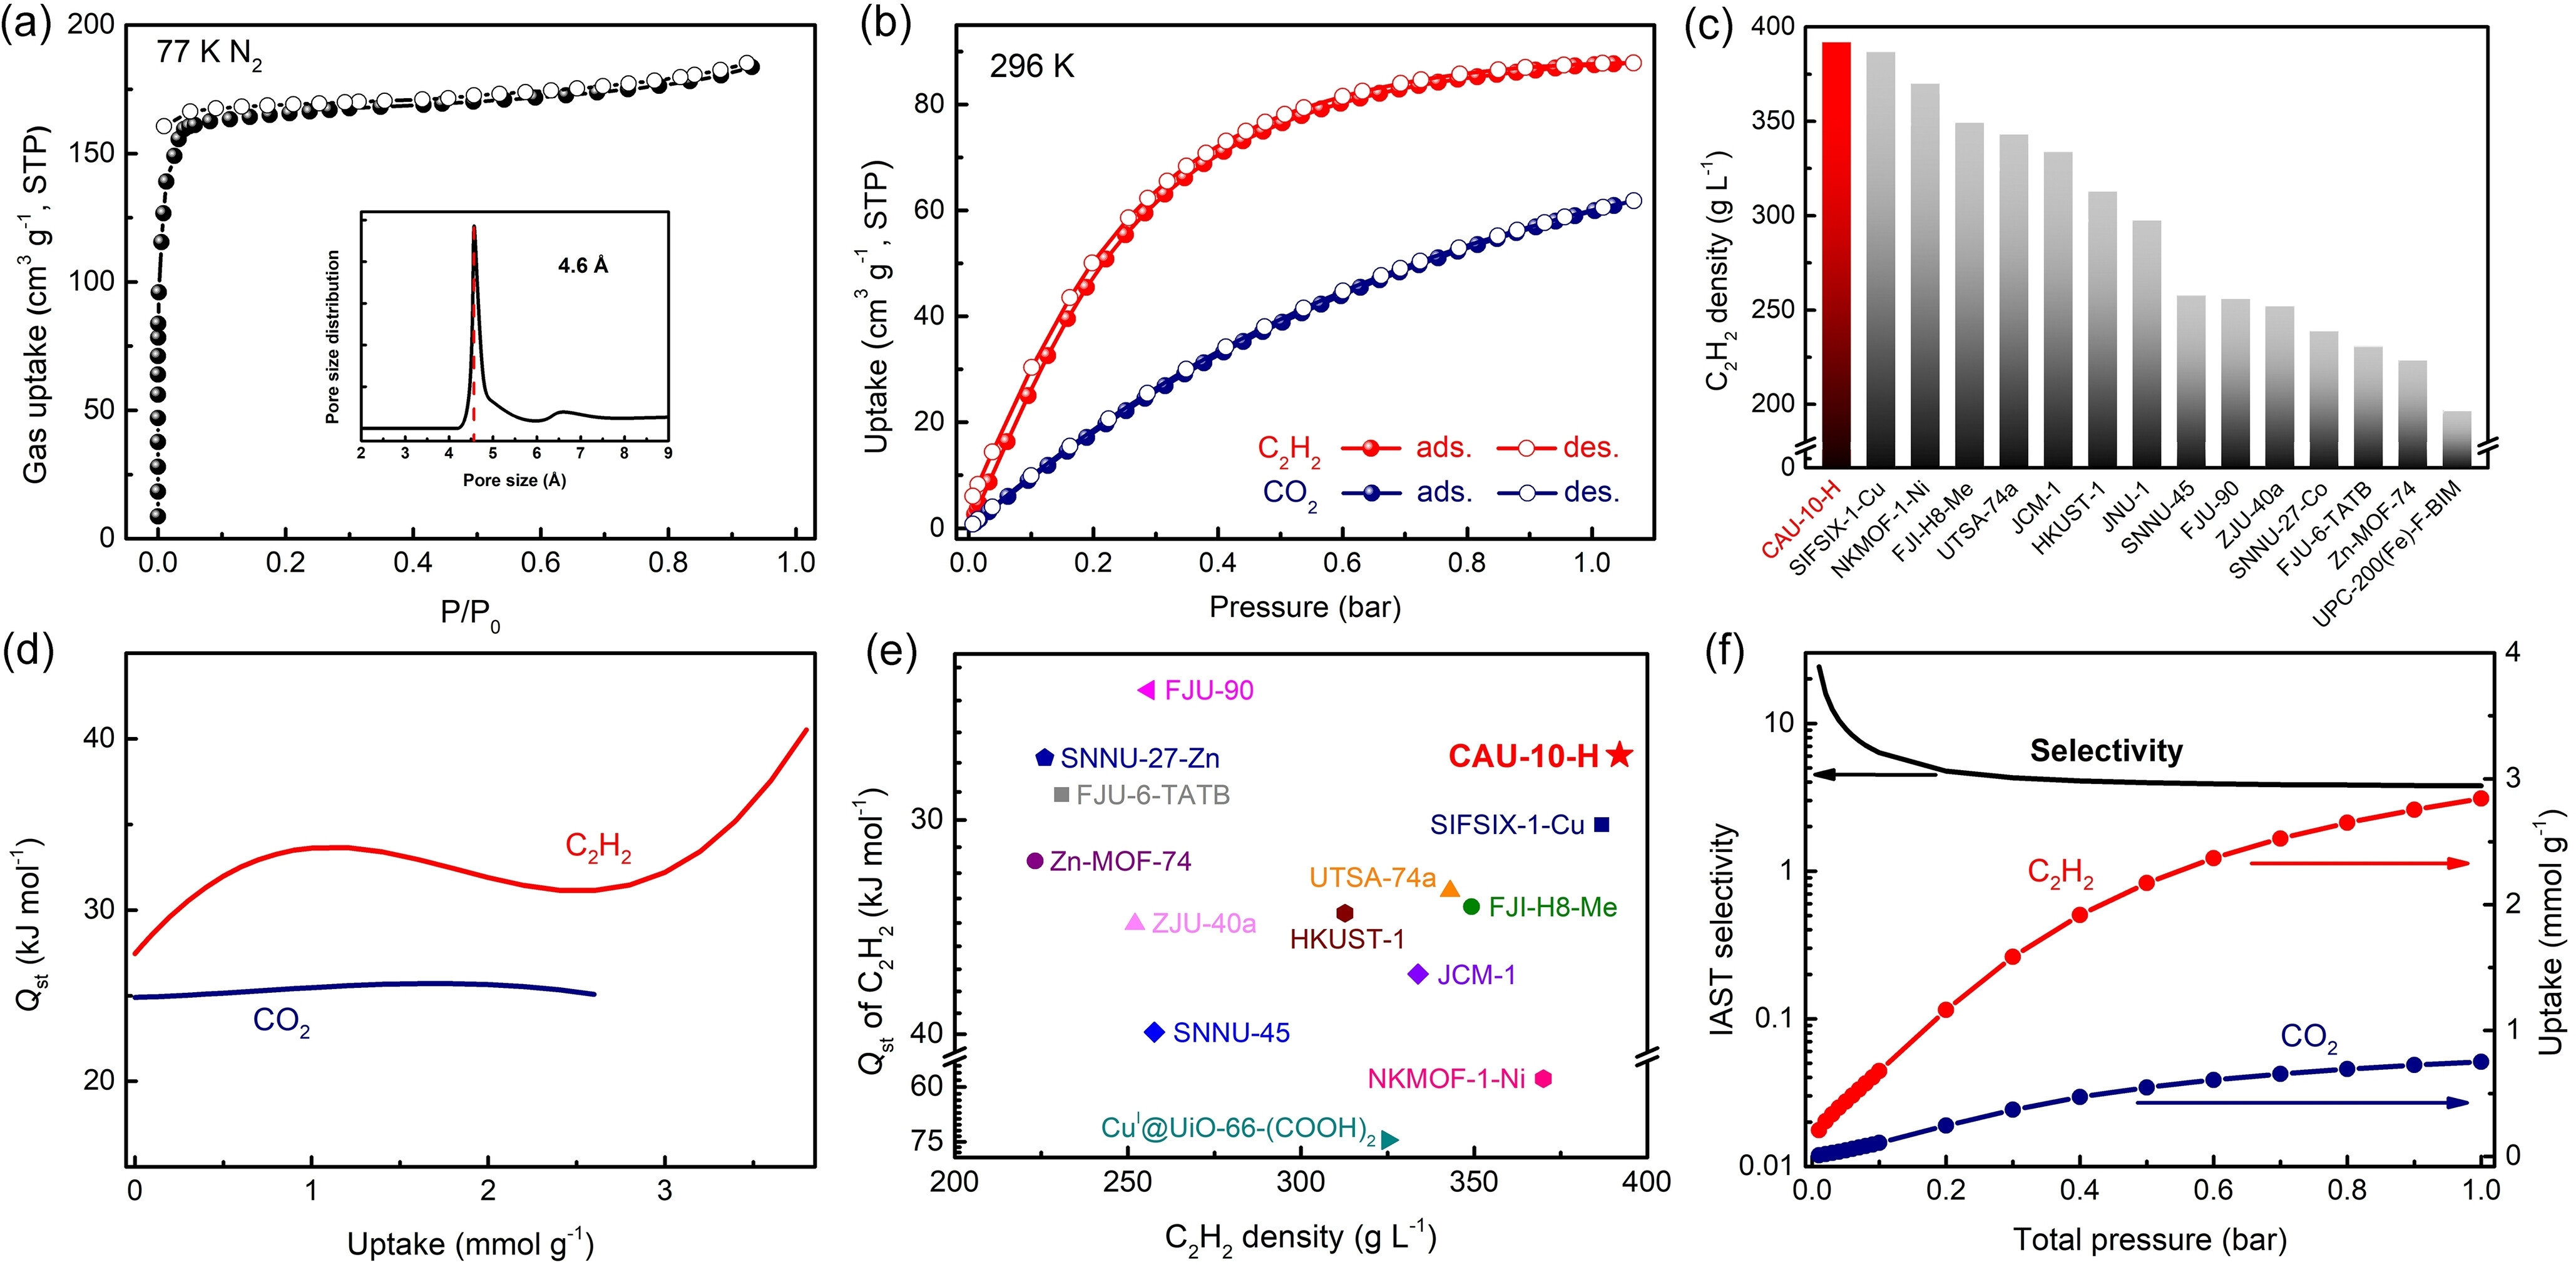 (a)
200
150
100
50
0
Gas uptake (cm³ g⁻¹, STP)
77 K N₂
Pore size distribution
4.6 Å
2 3 4 5 6 7 8 9
Pore size (Å)
0.0 0.2 0.4 0.6 0.8 1.0
P/P₀
(b)
80
60
40
20
0
Uptake (cm³ g⁻¹, STP)
296 K
C₂H₂ ads. des.
CO₂ ads. des.
0.0 0.2 0.4 0.6 0.8 1.0
Pressure (bar)
(c)
400
350
300
250
200
0
C₂H₂ density (g L⁻¹)
CAU-10-H
SIFSIX-1-Cu
NKMOF-1-Ni
FJI-H8-Me
UTSA-74a
JCM-1
HKUST-1
JNU-1
SNNU-45
FJU-90
ZJU-40a
SNNU-27-Co
FJU-6-TATB
Zn-MOF-74
UPC-200(Fe)-F-BIM
(d)
40
30
20
Qst (kJ mol⁻¹)
C₂H₂
CO₂
0 1 2 3
Uptake (mmol g⁻¹)
(e)
30
40
60
75
Qst of C₂H₂ (kJ mol⁻¹)
FJU-90
SNNU-27-Zn
CAU-10-H
FJU-6-TATB
SIFSIX-1-Cu
Zn-MOF-74
UTSA-74a
FJI-H8-Me
ZJU-40a
HKUST-1
JCM-1
SNNU-45
NKMOF-1-Ni
Cuᴵ@UiO-66-(COOH)₂
200 250 300 350 400
C₂H₂ density (g L⁻¹)
(f)
10
1
0.1
0.01
IAST selectivity
Selectivity
C₂H₂
CO₂
4
3
2
1
0
Uptake (mmol g⁻¹)
0.0 0.2 0.4 0.6 0.8 1.0
Total pressure (bar)